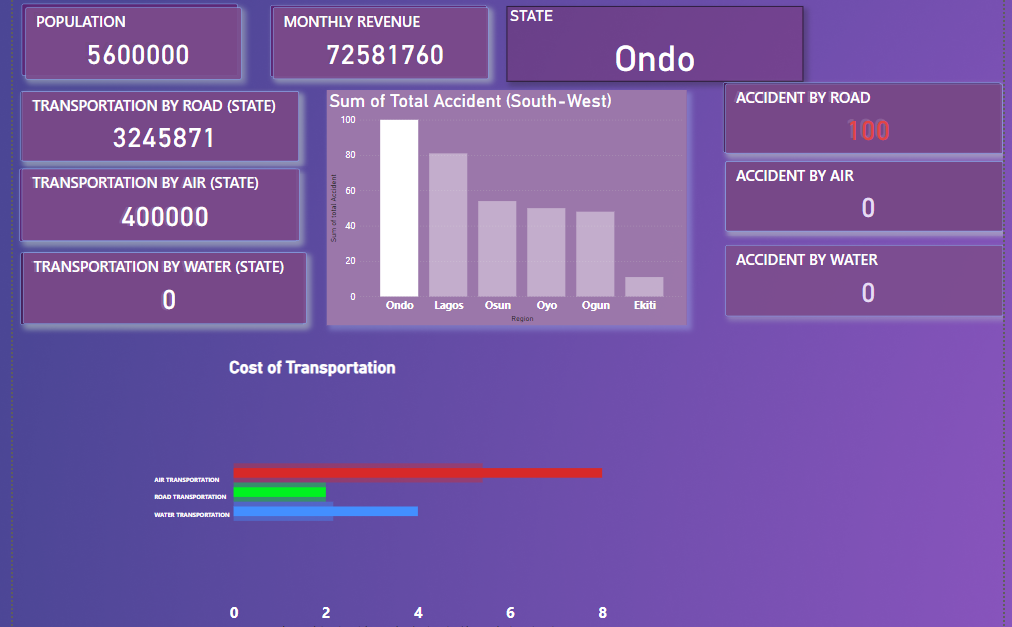 POPULATION
5600000
MONTHLY REVENUE
72581760
STATE
Ondo
TRANSPORTATION BY ROAD (STATE)
3245871
TRANSPORTATION BY AIR (STATE)
400000
TRANSPORTATION BY WATER (STATE)
0
Sum of Total Accident (South-West)
100
80
60
40
20
0
Sum of total Accident
Ondo Lagos Osun Oyo Ogun Ekiti
Region
ACCIDENT BY ROAD
100
ACCIDENT BY AIR
0
ACCIDENT BY WATER
0
Cost of Transportation
AIR TRANSPORTATION
ROAD TRANSPORTATION
WATER TRANSPORTATION
0 2 4 6 8